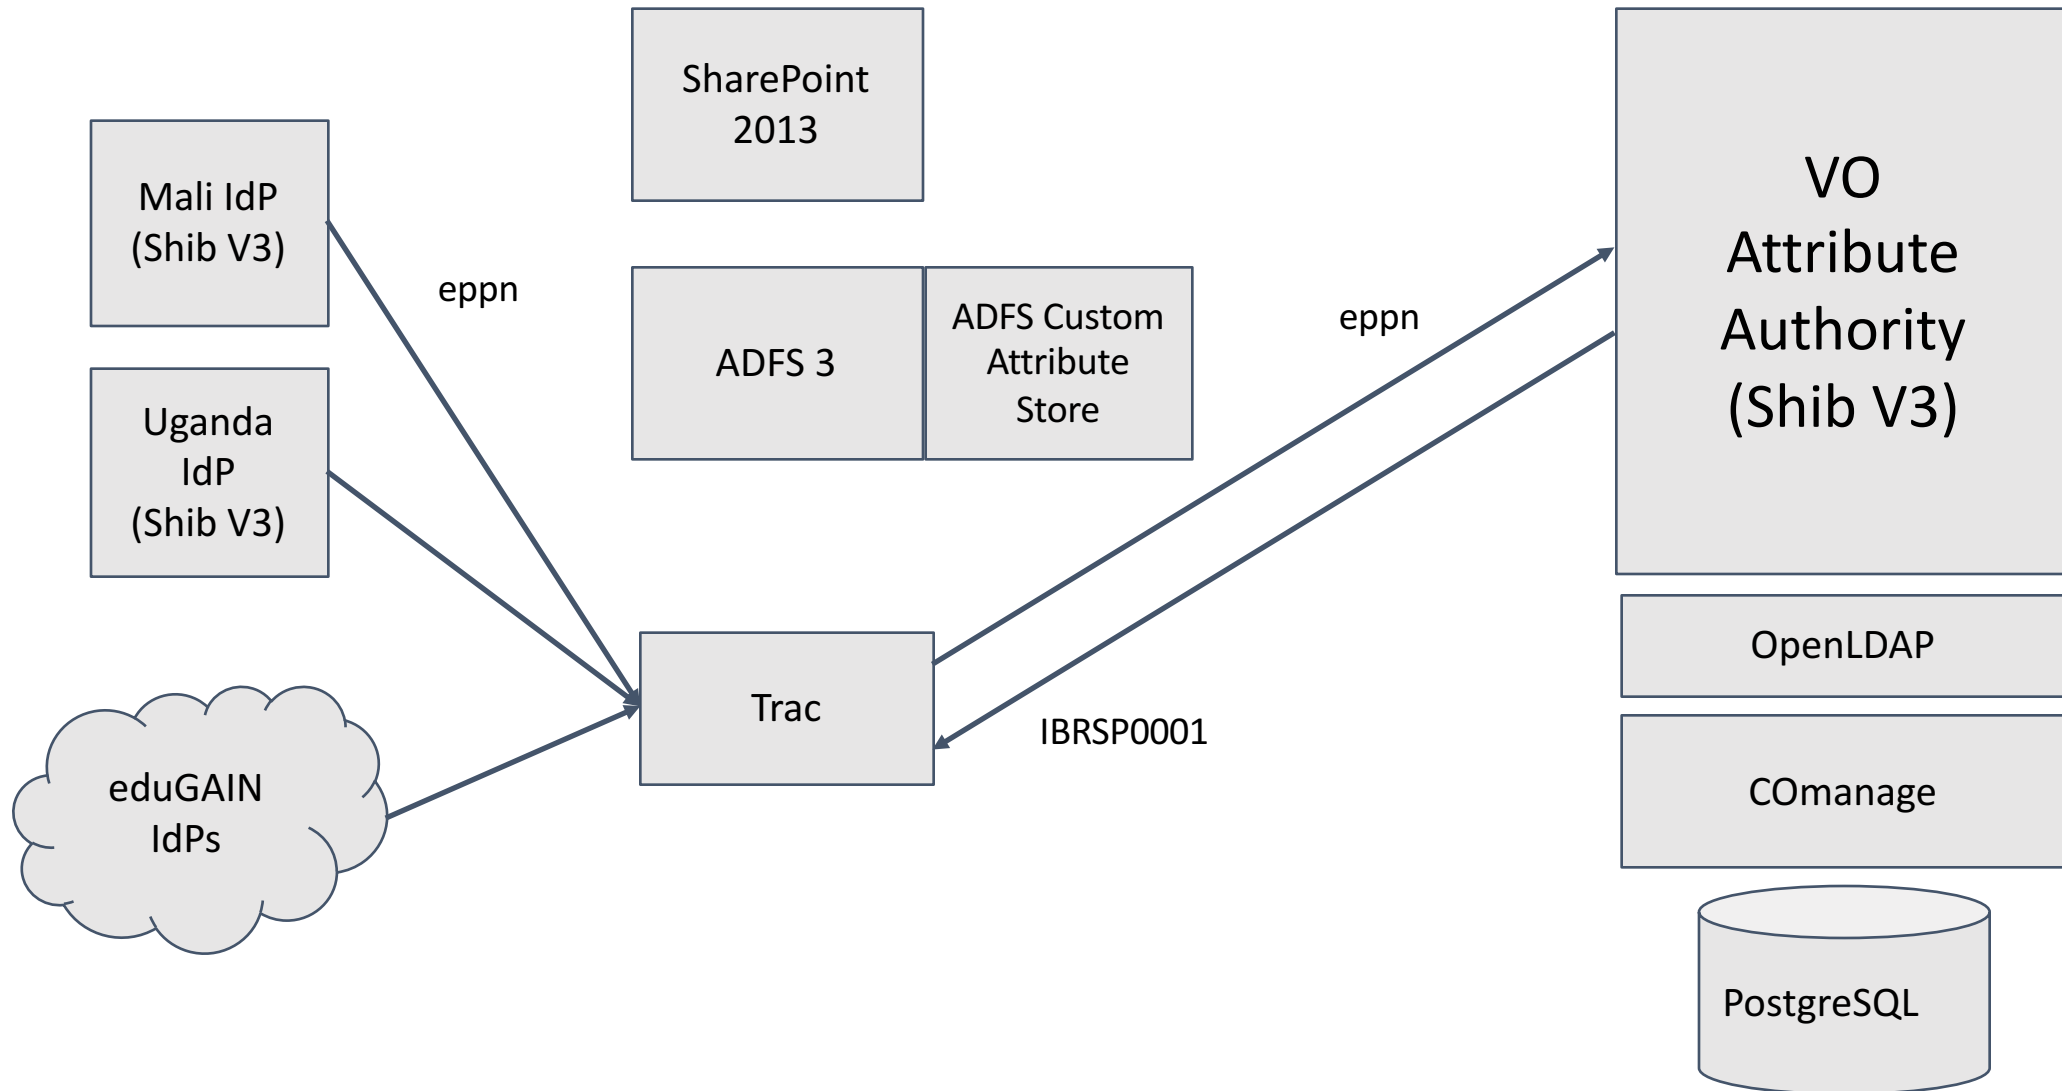 SharePoint
2013
Mali IdP
(Shib V3)
eppn
ADFS 3
ADFS Custom
Attribute
Store
eppn
VO
Attribute
Authority
(Shib V3)
Uganda
IdP
(Shib V3)
Trac
IBRSP0001
OpenLDAP
COmanage
eduGAIN
IdPs
PostgreSQL